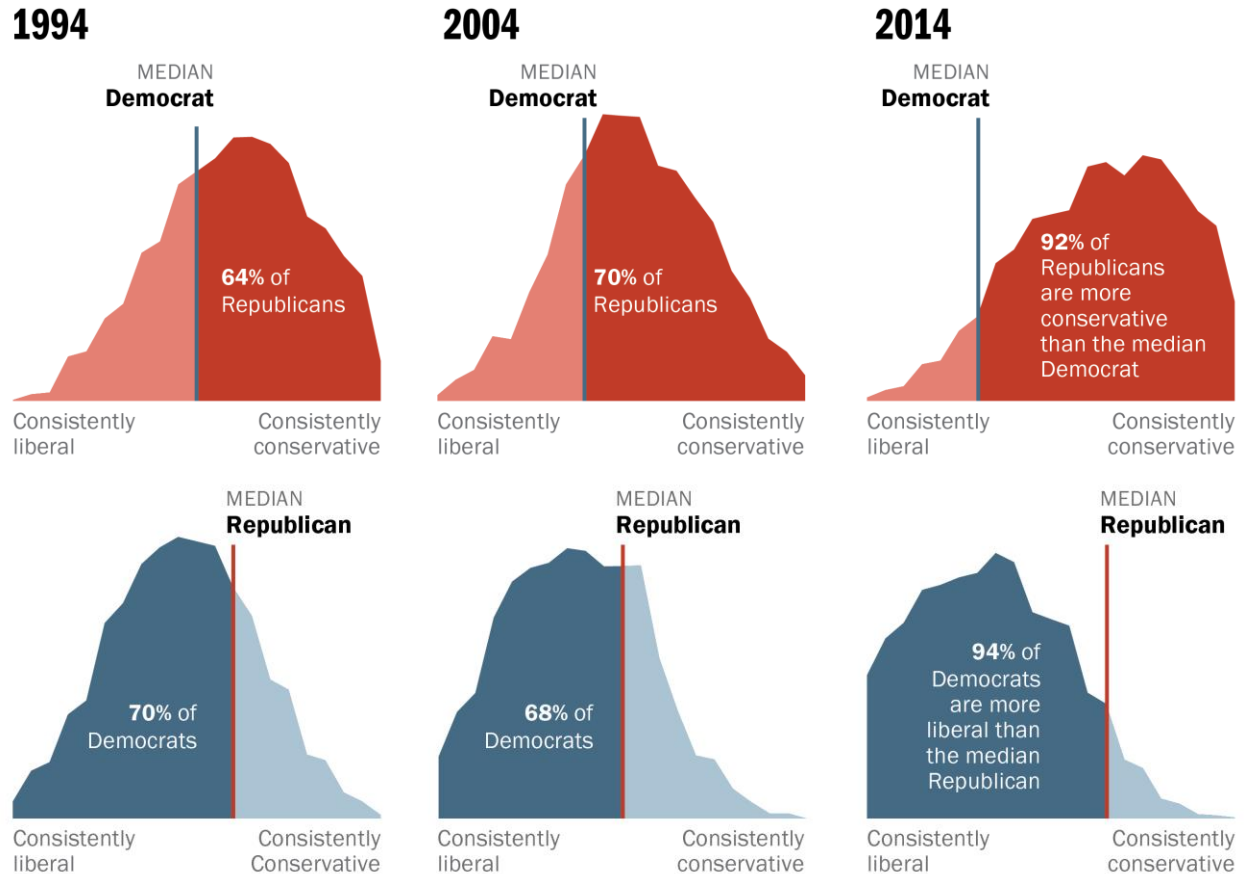 1994
MEDIAN
Democrat
64% of
Republicans
Consistently
liberal
Consistently
conservative
2004
MEDIAN
Democrat
70% of
Republicans
Consistently
liberal
Consistently
conservative
2014
MEDIAN
Democrat
92% of
Republicans
are more
conservative
than the median
Democrat
Consistently
liberal
Consistently
conservative
MEDIAN
Republican
70% of
Democrats
Consistently
liberal
Consistently
Conservative
MEDIAN
Republican
68% of
Democrats
Consistently
liberal
Consistently
conservative
MEDIAN
Republican
94% of
Democrats
are more
liberal than
the median
Republican
Consistently
liberal
Consistently
conservative